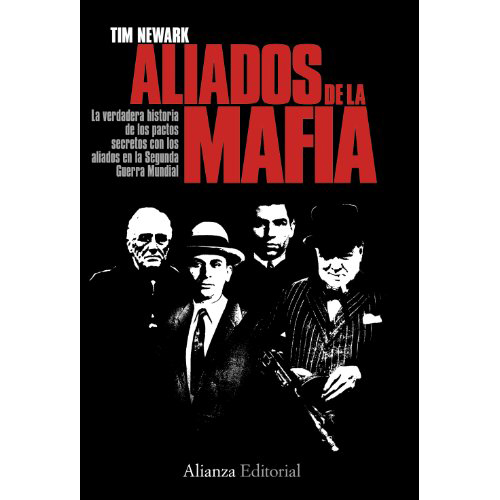 TIM NEWARK
ALIADOS
DE LA
MAFIA
La verdadera historia
de los pactos
secretos con los
aliados en la Segunda
Guerra Mundial
Alianza Editorial